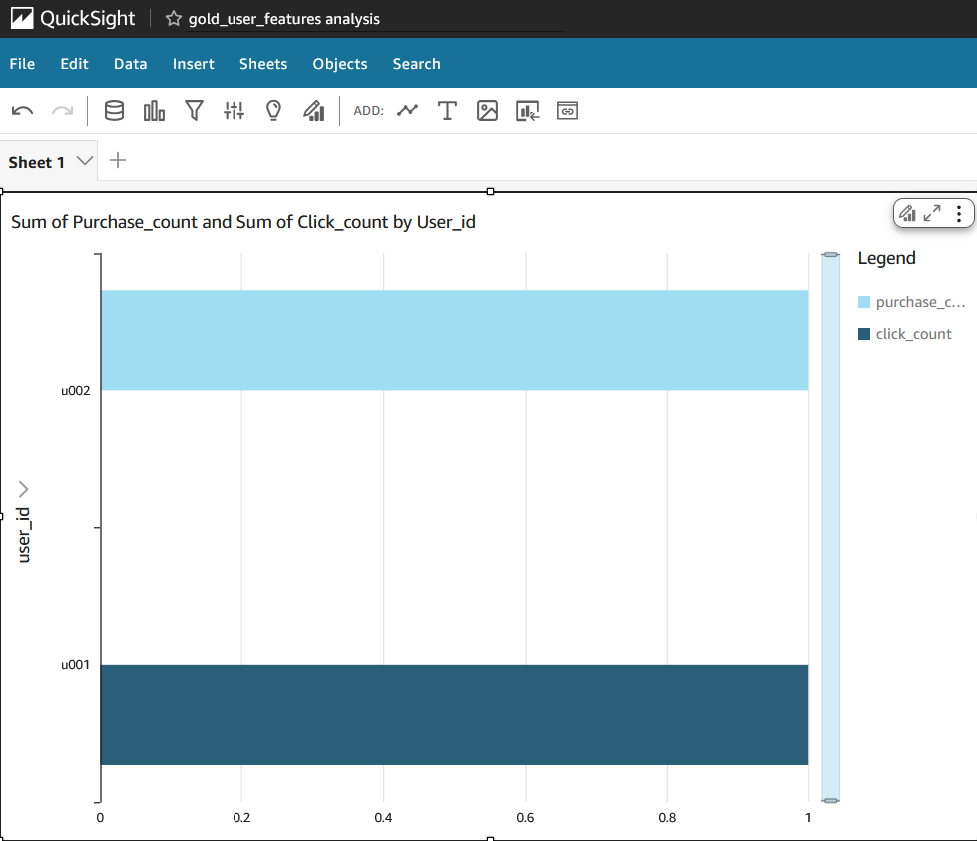 QuickSight
gold_user_features analysis
File Edit Data Insert Sheets Objects Search
ADD:
Sheet 1
Sum of Purchase_count and Sum of Click_count by User_id
Legend
purchase_c...
click_count
u002
user_id
u001
0 0.2 0.4 0.6 0.8 1